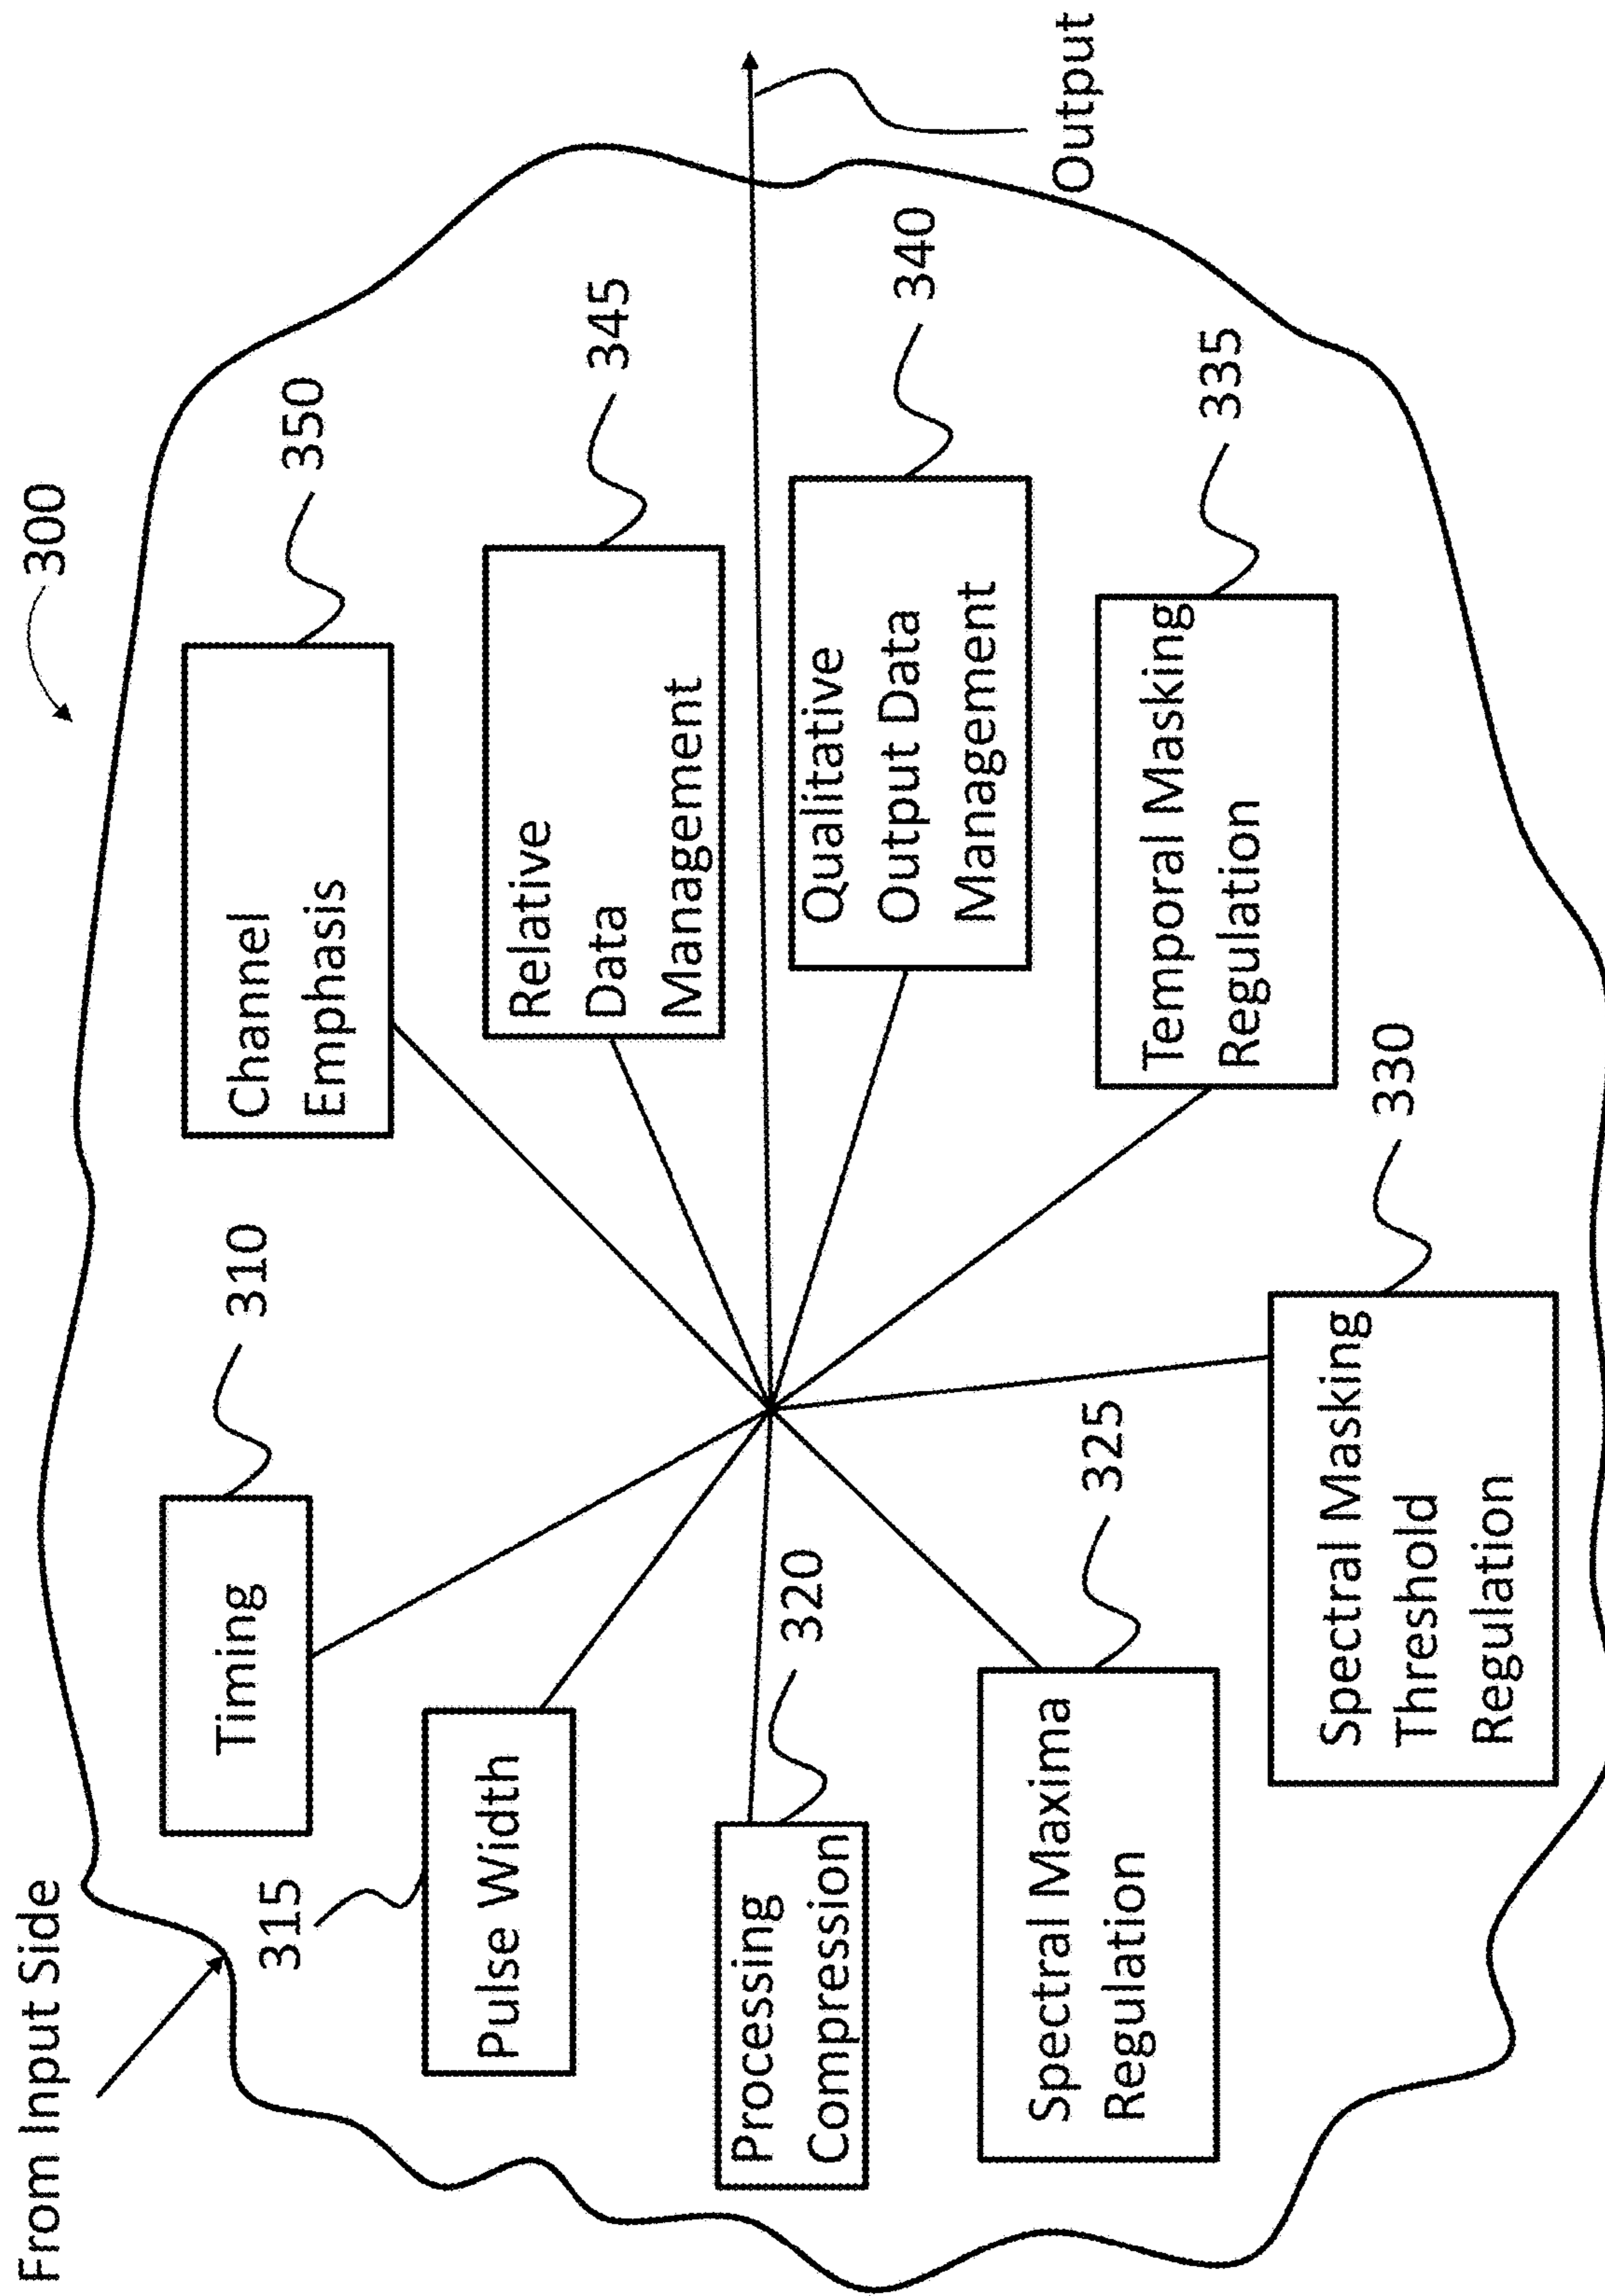 From Input Side
300
310
Timing
350
Channel
Emphasis
315
Pulse Width
345
Relative
Data
Management
320
Processing
Compression
Output
340
Qualitative
Output Data
Management
325
Spectral Maxima
Regulation
335
Temporal Masking
Regulation
330
Spectral Masking
Threshold
Regulation